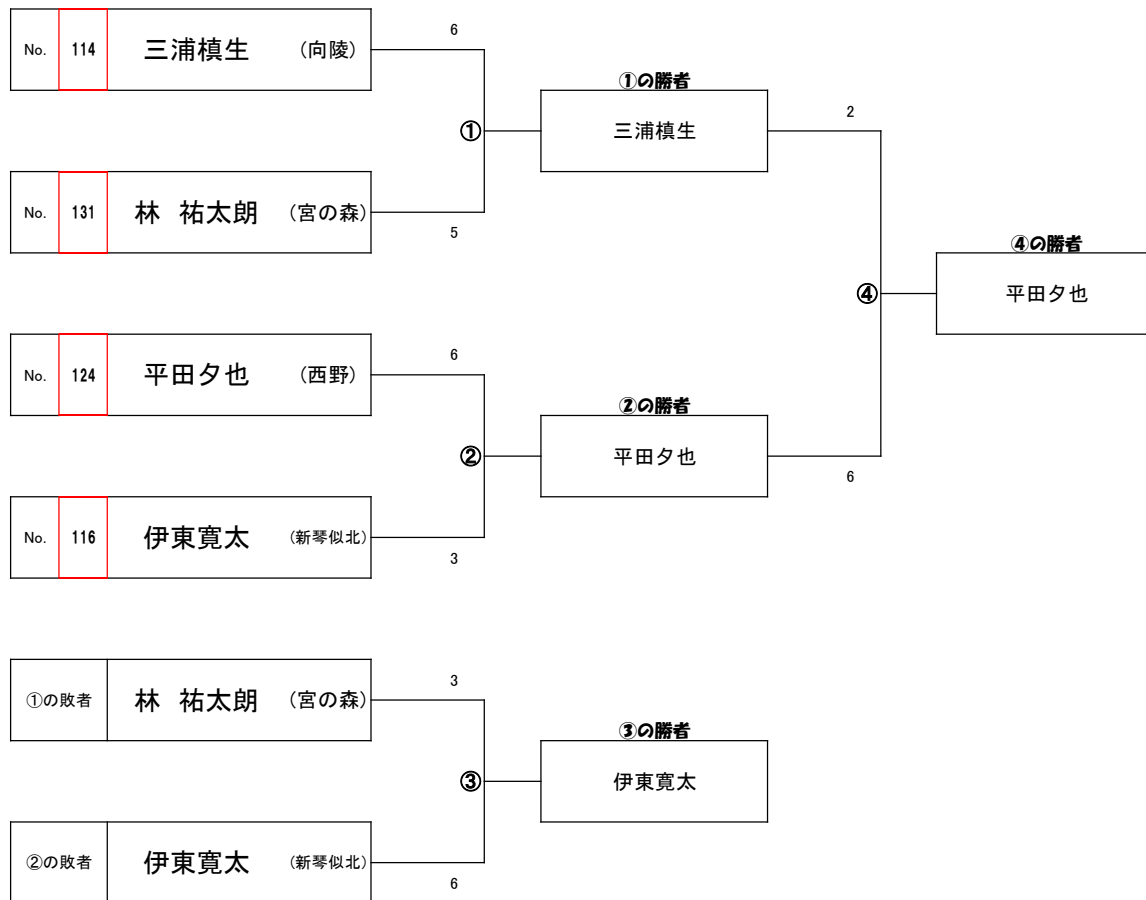 No. 114 三浦槙生 (向陵)
6
①の勝者
① 三浦槙生
2
No. 131 林 祐太朗 (宮の森)
5
④の勝者
④ 平田夕也
No. 124 平田夕也 (西野)
6
②の勝者
② 平田夕也
6
No. 116 伊東寛太 (新琴似北)
3
①の敗者 林 祐太朗 (宮の森)
3
③の勝者
③ 伊東寛太
②の敗者 伊東寛太 (新琴似北)
6